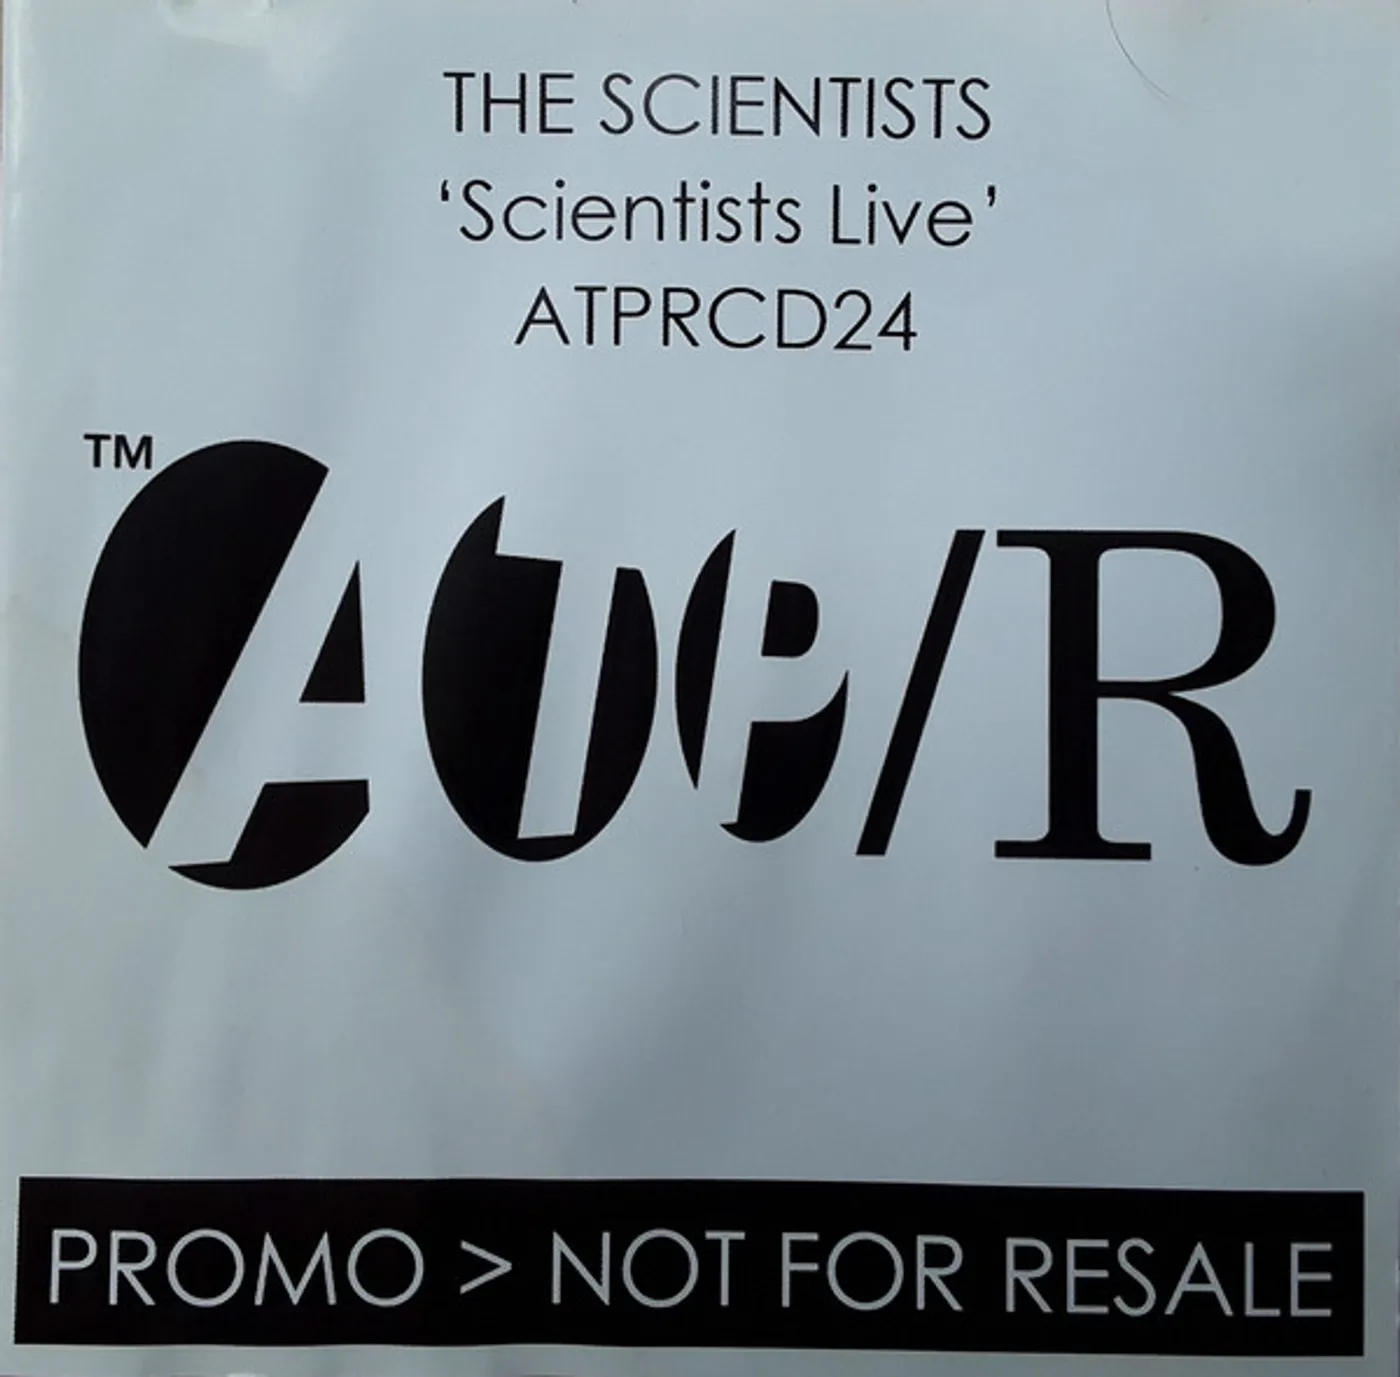 THE SCIENTISTS
‘Scientists Live’
ATPRCD24
TM
ATP/R
PROMO > NOT FOR RESALE